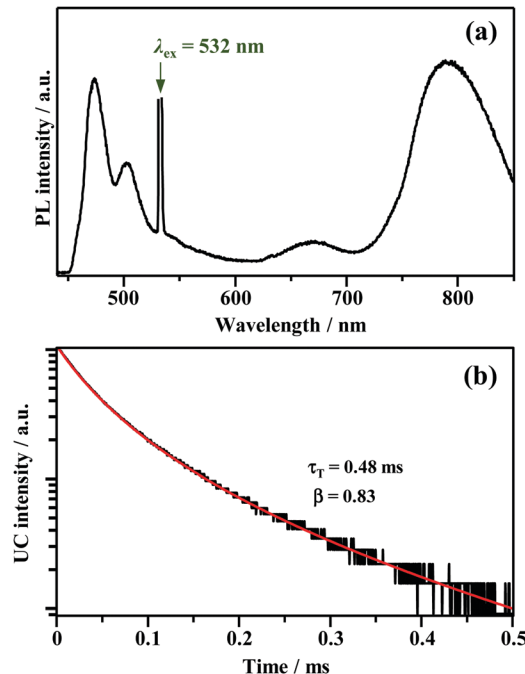 (a)
λex = 532 nm
PL intensity / a.u.
500 600 700 800
Wavelength / nm
(b)
τT = 0.48 ms
β = 0.83
UC intensity / a.u.
0 0.1 0.2 0.3 0.4 0.5
Time / ms